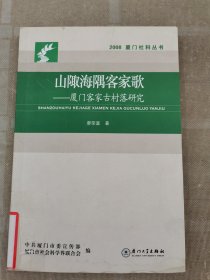 2008 厦门社科丛书
山陬海隅客家歌
——厦门客家古村落研究
SHANZOUHAIYU KEJIAGE XIAMEN KEJIA GUCUNLUO YANJIU
著
中共厦门市委宣传部
厦门市社会科学界联合会
编
厦门大学出版社